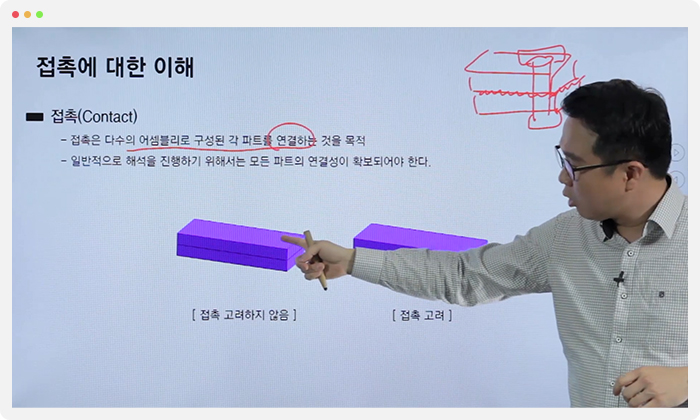 접촉에 대한 이해
접촉(Contact)
- 접촉은 다수의 어셈블리로 구성된 각 파트를 연결하는 것을 목적
- 일반적으로 해석을 진행하기 위해서는 모든 파트의 연결성이 확보되어야 한다.
[ 접촉 고려하지 않음 ] [ 접촉 고려 ]